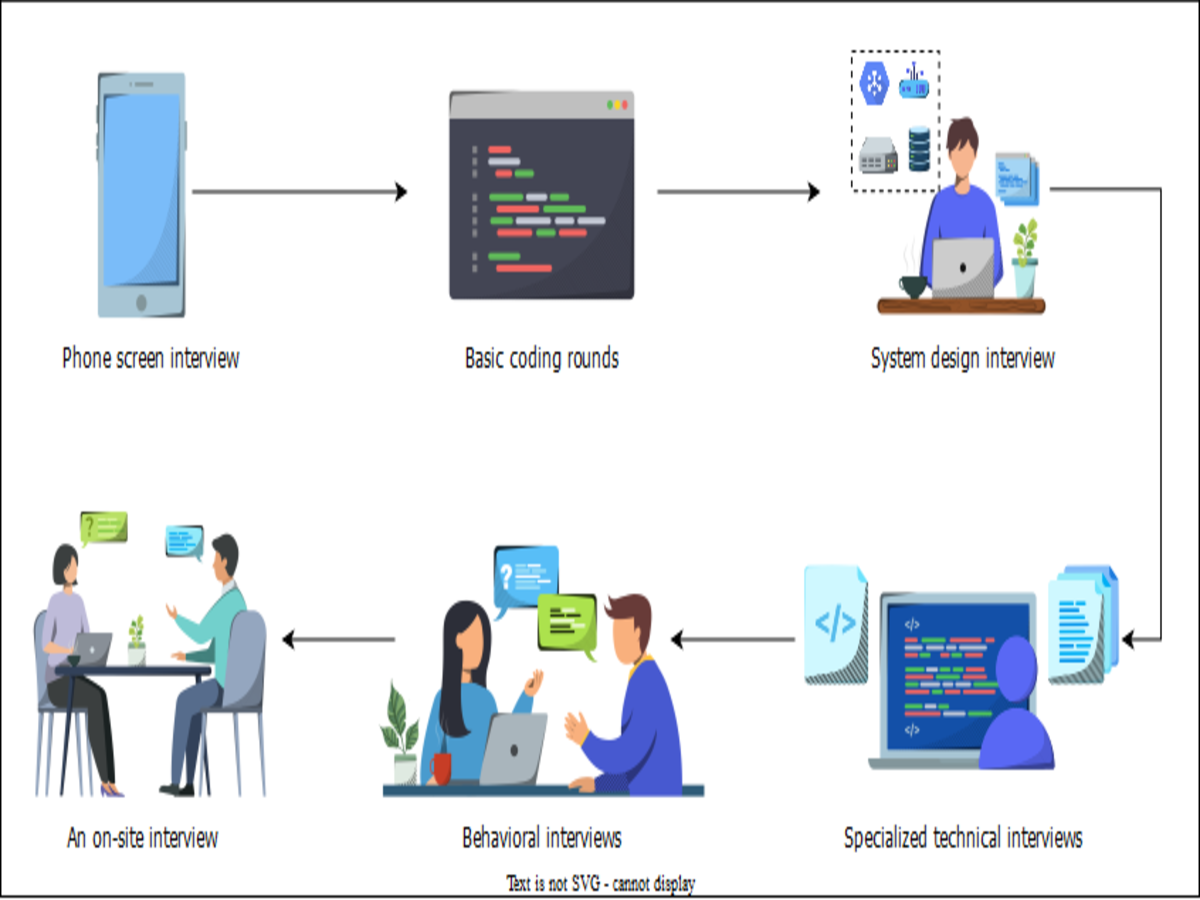 Phone screen interview
Basic coding rounds
System design interview
?
?
</>
</>
</>
An on-site interview
Behavioral interviews
Specialized technical interviews
Text is not SVG - cannot display